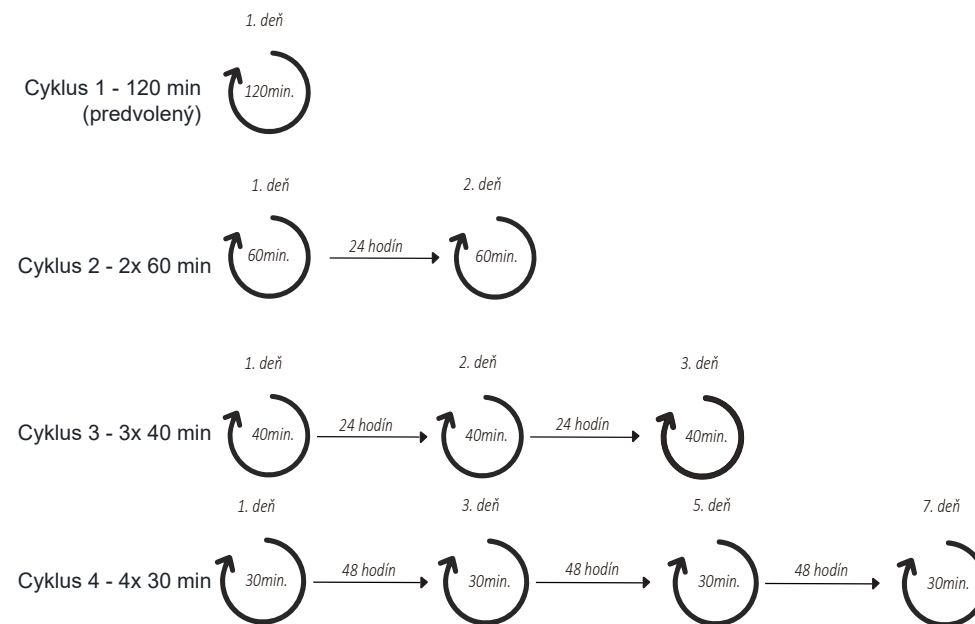 1. deň
Cyklus 1 - 120 min
(predvolený)
120min.
1. deň
2. deň
Cyklus 2 - 2x 60 min
60min.
24 hodín
60min.
1. deň
2. deň
3. deň
Cyklus 3 - 3x 40 min
40min.
24 hodín
40min.
24 hodín
40min.
1. deň
3. deň
5. deň
7. deň
Cyklus 4 - 4x 30 min
30min.
48 hodín
30min.
48 hodín
30min.
48 hodín
30min.